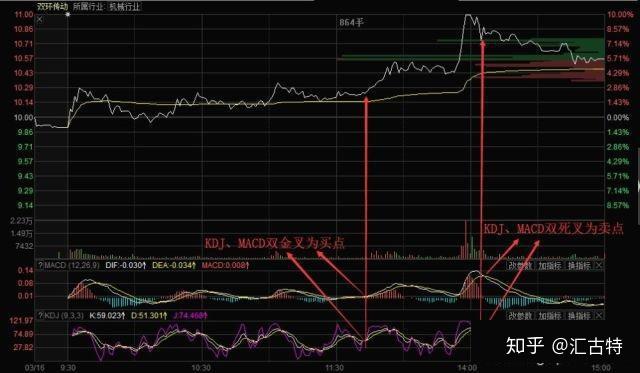 双环传动 所属行业: 机械行业
11.00
10.86
10.71
10.57
10.43
10.29
10.14
10.00
9.86
9.71
9.57
9.43
9.29
9.14
2.23万
1.49万
7432
864手
10.00%
8.57%
7.14%
5.71%
4.29%
2.86%
1.43%
0.00%
1.43%
2.86%
4.29%
5.71%
7.14%
8.57%
KDJ、MACD双金叉为买点
KDJ、MACD双死叉为卖点
?MACD (12,26,9) DIF:-0.030↑ DEA:-0.034↑ MACD:0.008↑
改参数 加指标 换指标
0.14
0.08
0.01
?KDJ (9,3,3) K:59.023↑ D:51.301↑ J:74.468↑
改参数 加指标 换指标
122.97
74.89
27.82
03/16 9:30 10:30 11:30 14:00 15:00
知乎 @汇古特